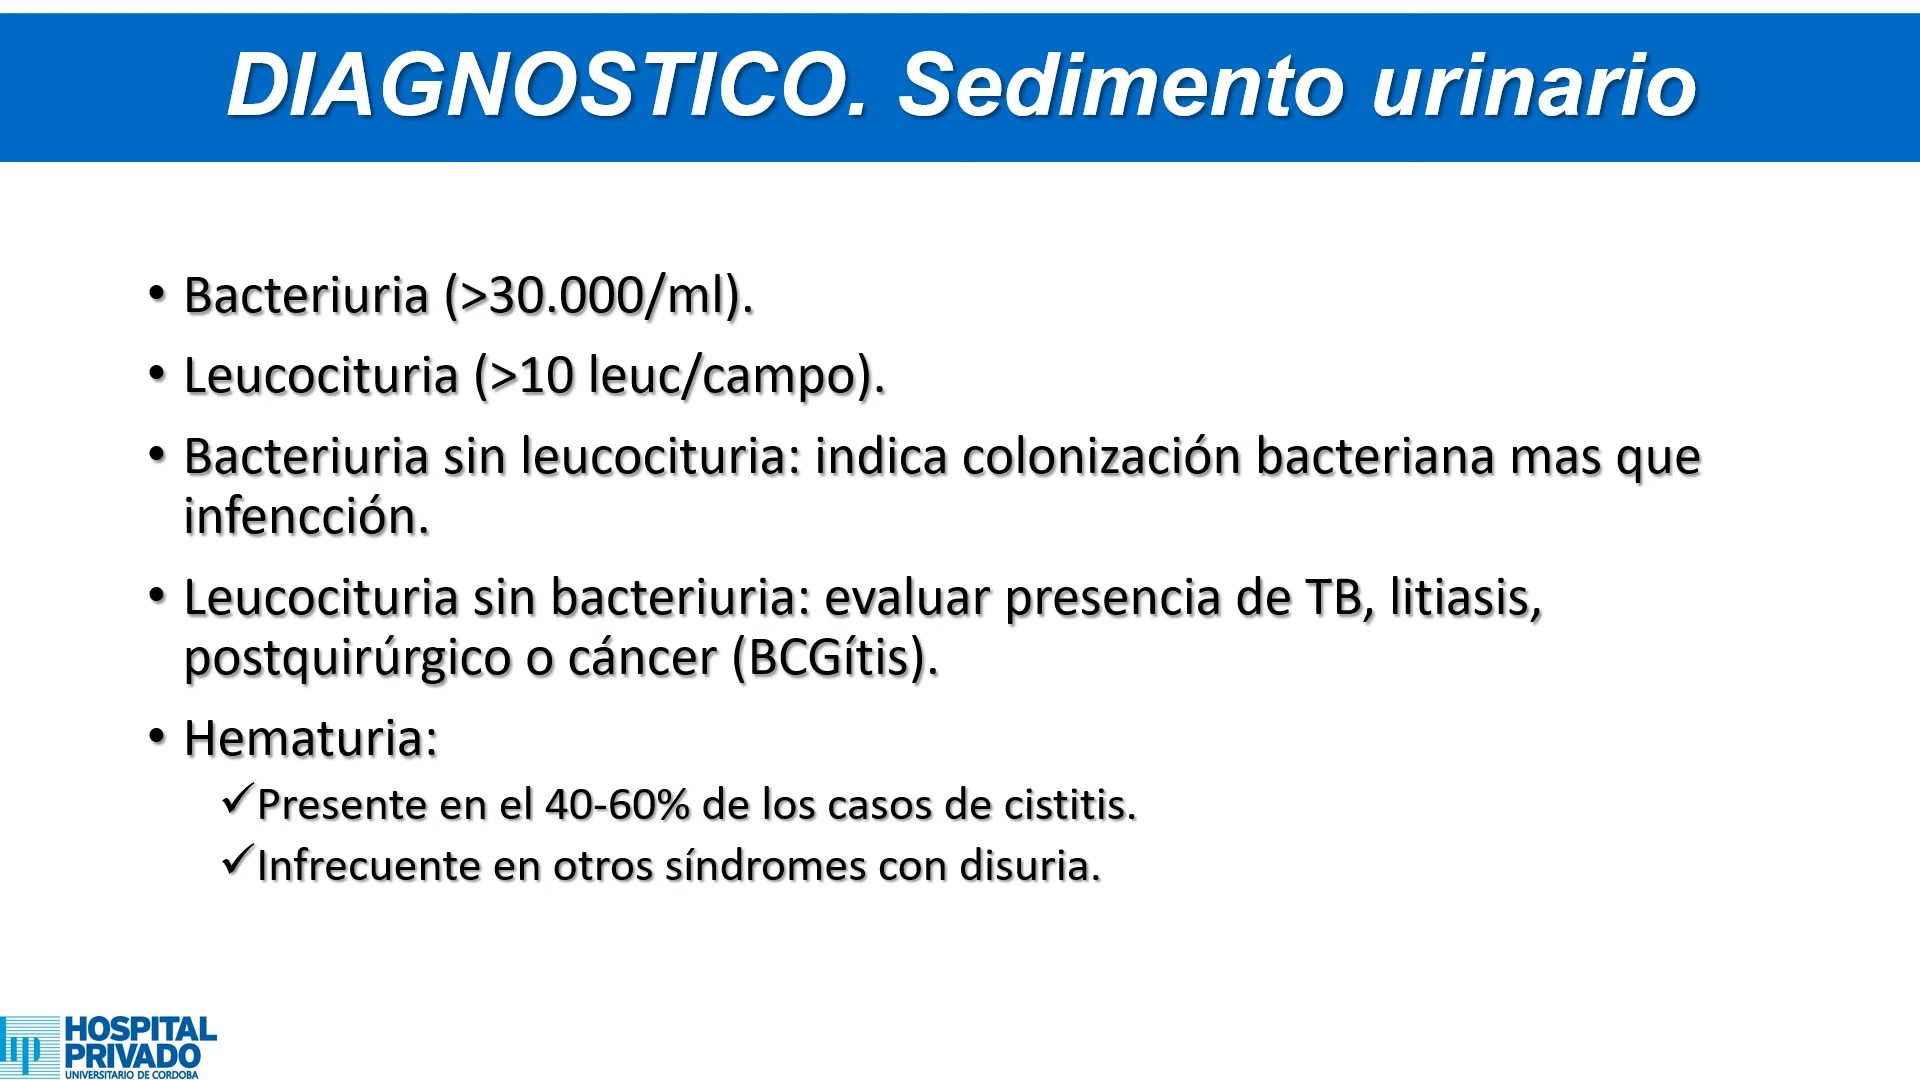 DIAGNOSTICO. Sedimento urinario
• Bacteriuria (>30.000/ml).
• Leucocituria (>10 leuc/campo).
• Bacteriuria sin leucocituria: indica colonización bacteriana mas que
infencción.
• Leucocituria sin bacteriuria: evaluar presencia de TB, litiasis,
postquirúrgico o cáncer (BCGítis).
• Hematuria:
✓Presente en el 40-60% de los casos de cistitis.
✓Infrecuente en otros síndromes con disuria.
hp
HOSPITAL
PRIVADO
UNIVERSITARIO DE CORDOBA